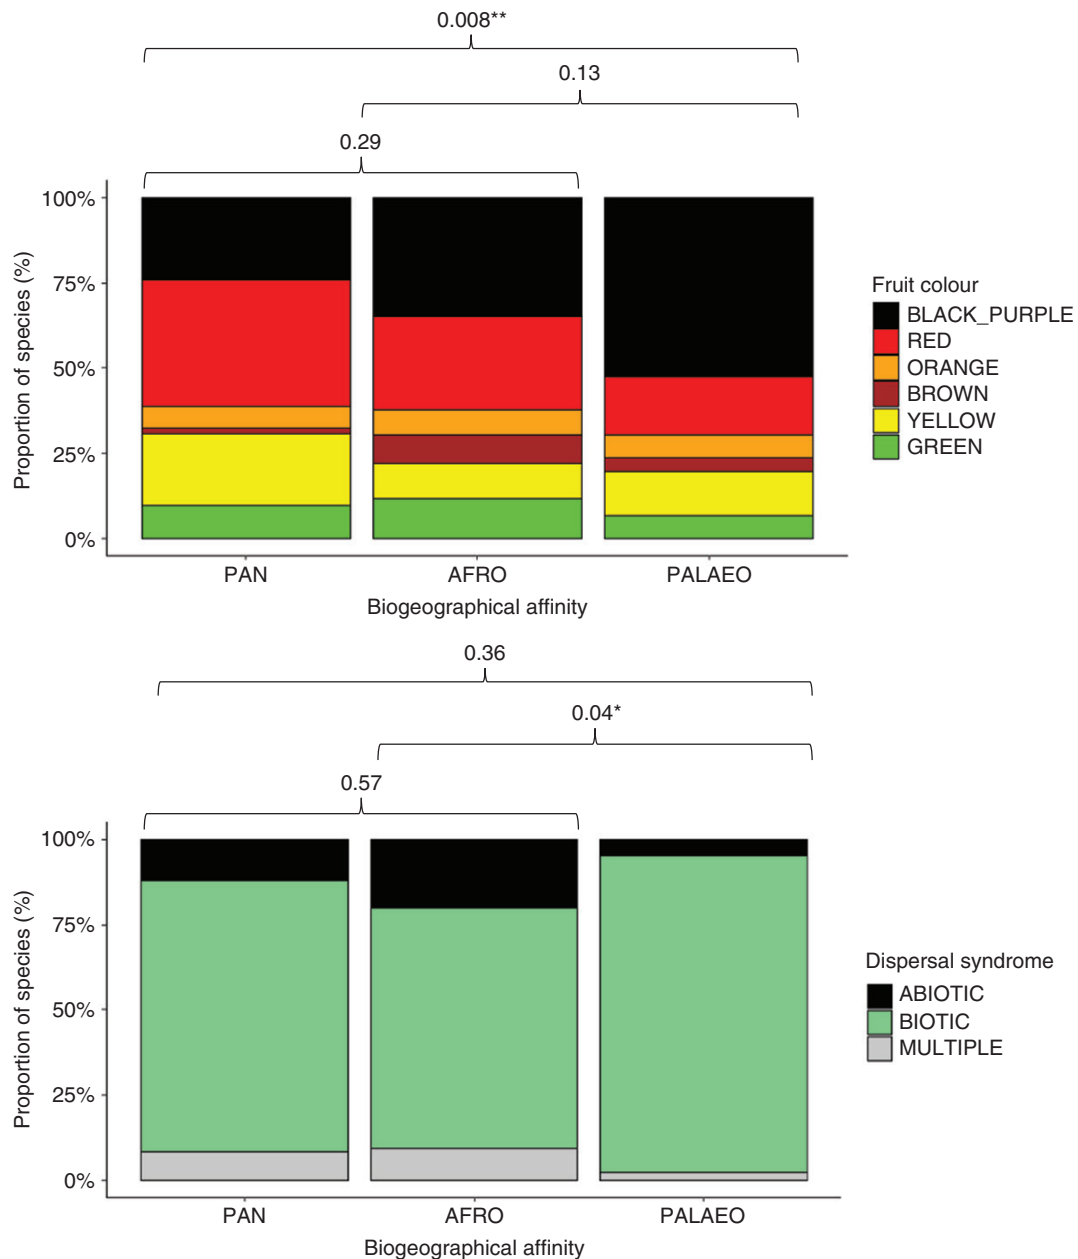 0.008**
0.13
0.29
100%
75%
50%
25%
0%
Proportion of species (%)
PAN AFRO PALAEO
Biogeographical affinity
Fruit colour
BLACK_PURPLE
RED
ORANGE
BROWN
YELLOW
GREEN
0.36
0.04*
0.57
100%
75%
50%
25%
0%
Proportion of species (%)
PAN AFRO PALAEO
Biogeographical affinity
Dispersal syndrome
ABIOTIC
BIOTIC
MULTIPLE